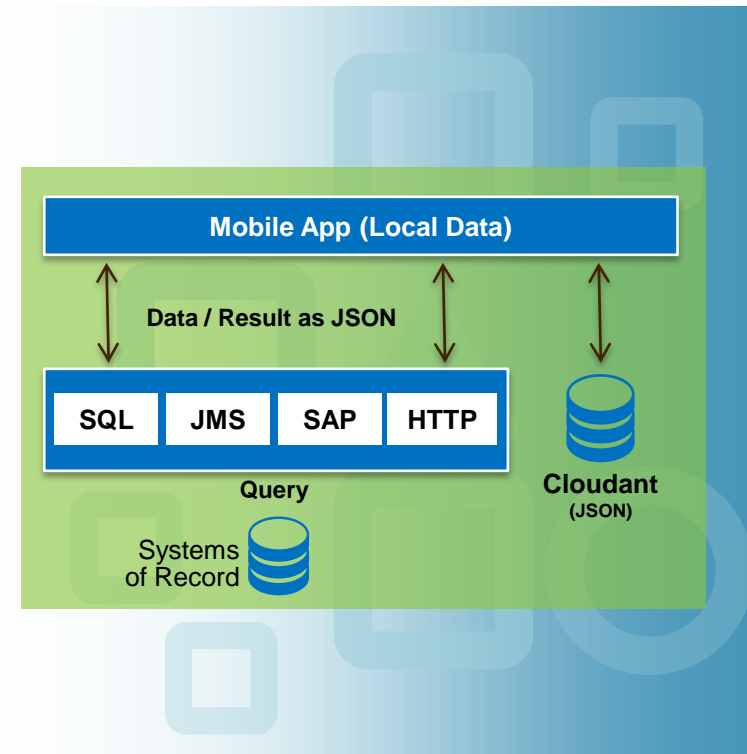 Mobile App (Local Data)
Data / Result as JSON
SQL JMS SAP HTTP
Query
Cloudant
(JSON)
Systems
of Record